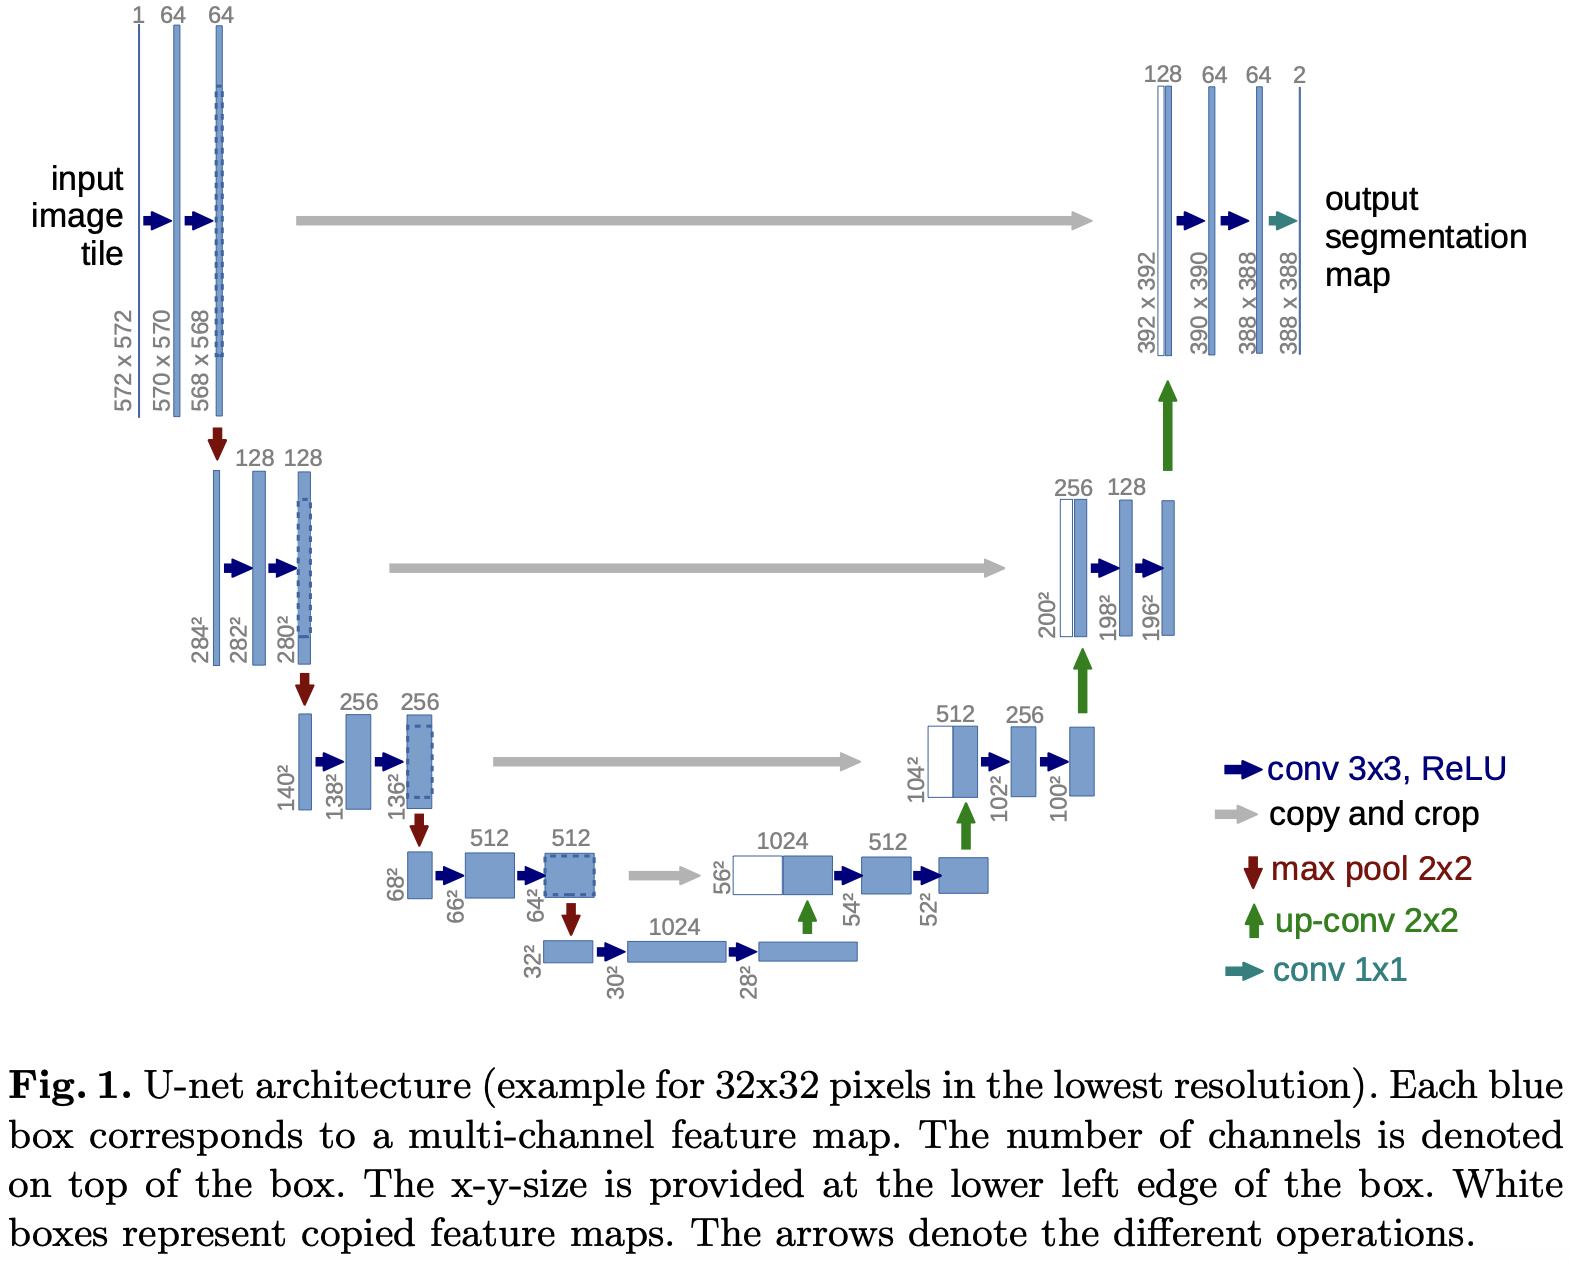 1 64 64
128 64 64 2
input
image
tile
output
segmentation
map
572 x 572
570 x 570
568 x 568
392 x 392
390 x 390
388 x 388
388 x 388
128 128
256 128
284²
282²
280²
200²
198²
196²
256 256
512 256
140²
138²
136²
104²
102²
100²
512 512
1024 512
68²
66²
64²
56²
54²
52²
1024
32²
30²
28²
conv 3x3, ReLU
copy and crop
max pool 2x2
up-conv 2x2
conv 1x1
Fig. 1. U-net architecture (example for 32x32 pixels in the lowest resolution). Each blue
box corresponds to a multi-channel feature map. The number of channels is denoted
on top of the box. The x-y-size is provided at the lower left edge of the box. White
boxes represent copied feature maps. The arrows denote the different operations.